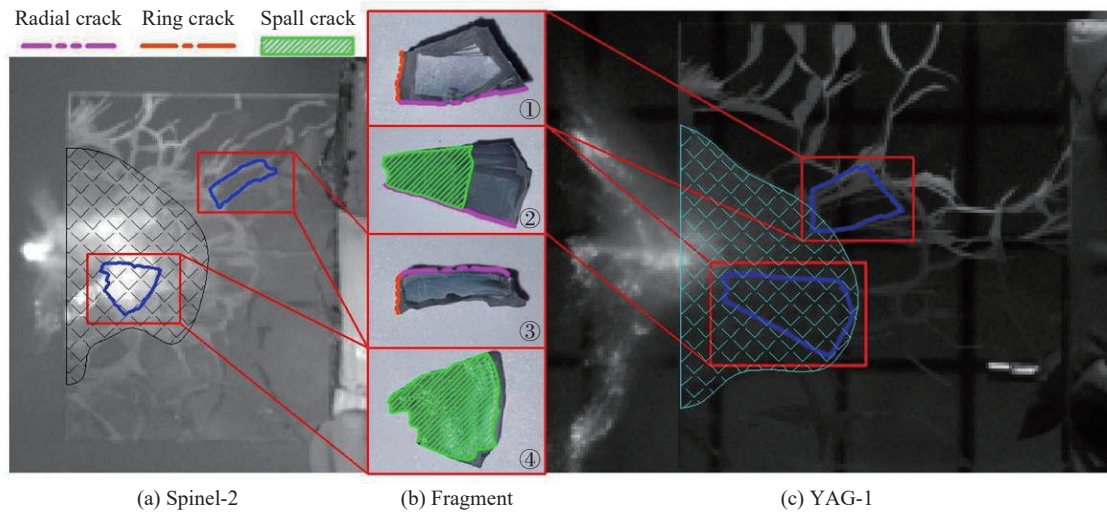 Radial crack Ring crack Spall crack
①
②
③
④
(a) Spinel-2 (b) Fragment (c) YAG-1